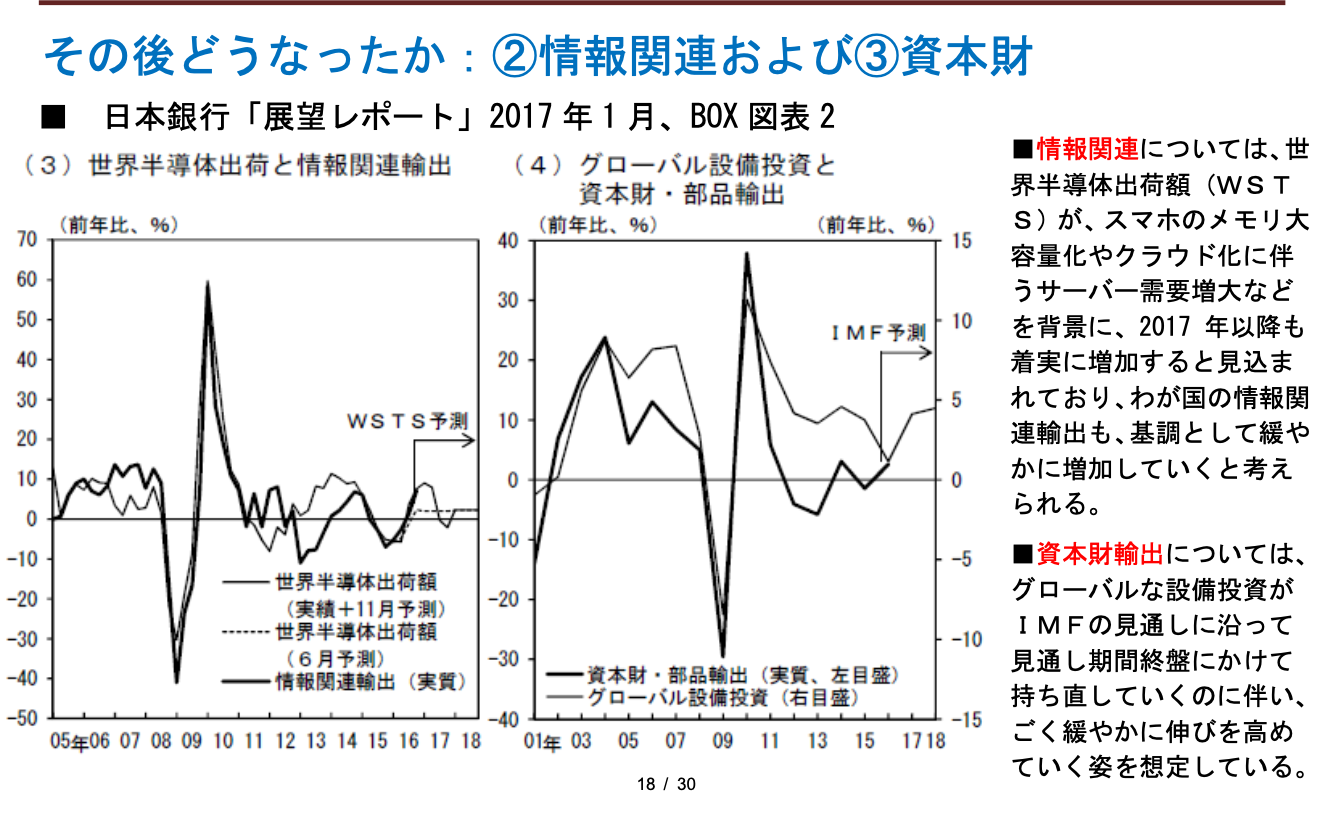 その後どうなったか：②情報関連および③資本財
■ 日本銀行「展望レポート」2017年1月、BOX図表2
（３）世界半導体出荷と情報関連輸出
（前年比、％）
70
60
50
40
30
20
10
0
-10
-20
-30
-40
-50
ＷＳＴＳ予測
世界半導体出荷額
（実績＋11月予測）
世界半導体出荷額
（６月予測）
情報関連輸出（実質）
05年06 07 08 09 10 11 12 13 14 15 16 17 18
（４）グローバル設備投資と
資本財・部品輸出
（前年比、％）
（前年比、％）
40
30
20
10
0
-10
-20
-30
-40
15
10
5
0
-5
-10
-15
ＩＭＦ予測
資本財・部品輸出（実質、左目盛）
グローバル設備投資（右目盛）
01年 03 05 07 09 11 13 15 17 18
■情報関連については、世
界半導体出荷額（ＷＳＴ
Ｓ）が、スマホのメモリ大
容量化やクラウド化に伴
うサーバー需要増大など
を背景に、2017 年以降も
着実に増加すると見込ま
れており、わが国の情報関
連輸出も、基調として緩や
かに増加していくと考え
られる。
■資本財輸出については、
グローバルな設備投資が
ＩＭＦの見通しに沿って
見通し期間終盤にかけて
持ち直していくのに伴い、
ごく緩やかに伸びを高め
ていく姿を想定している。
18 / 30